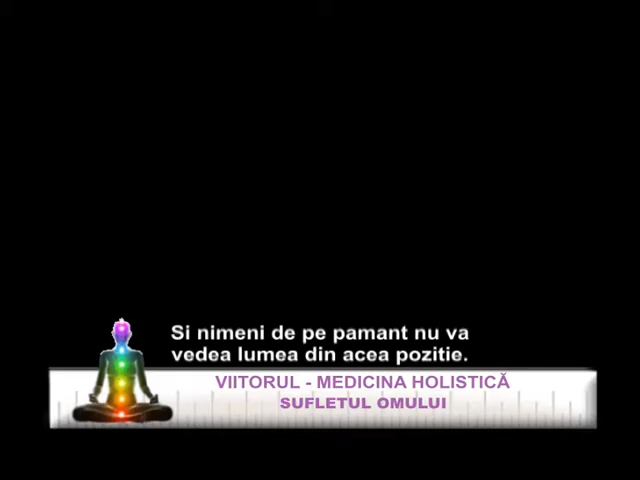 Si nimeni de pe pamant nu va
vedea lumea din acea pozitie.
VIITORUL - MEDICINA HOLISTICĂ
SUFLETUL OMULUI